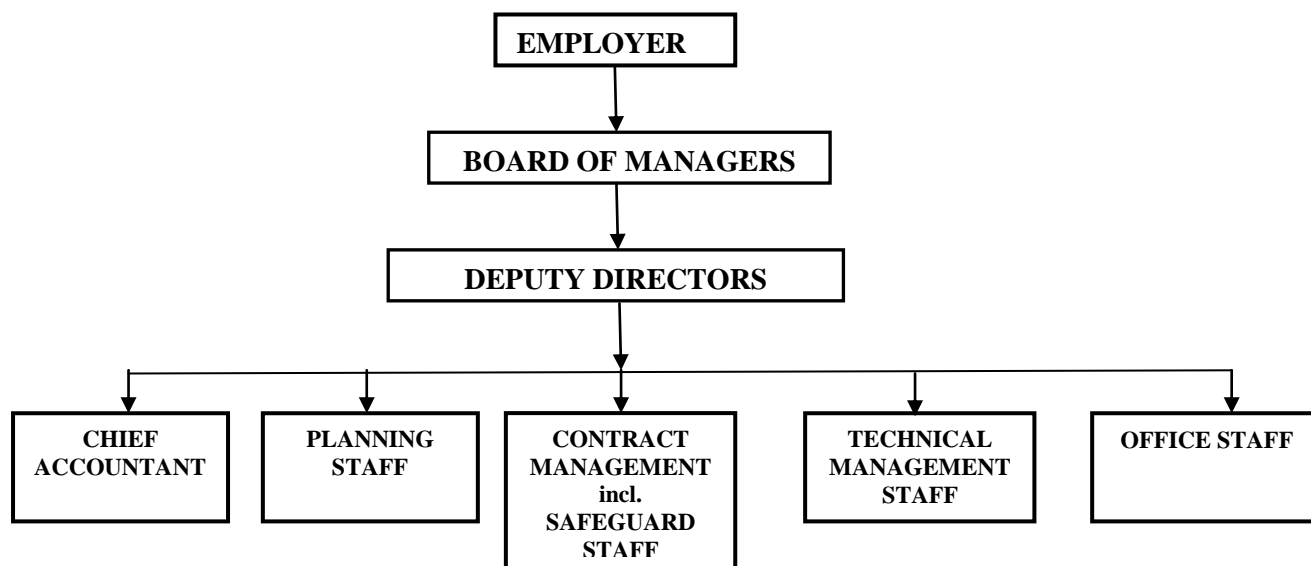 EMPLOYER
BOARD OF MANAGERS
DEPUTY DIRECTORS
CHIEF
ACCOUNTANT
PLANNING
STAFF
CONTRACT
MANAGEMENT
incl.
SAFEGUARD
STAFF
TECHNICAL
MANAGEMENT
STAFF
OFFICE STAFF